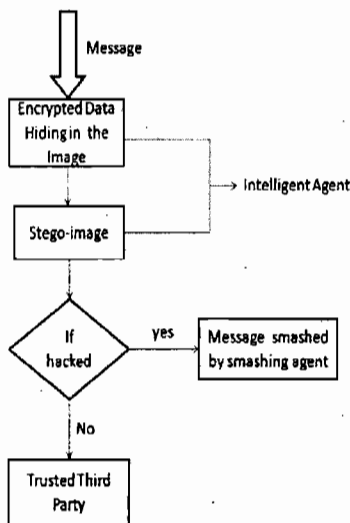 Message
Encrypted Data
Hiding in the
Image
Intelligent Agent
Stego-image
If
hacked
yes
Message smashed
by smashing agent
No
Trusted Third
Party